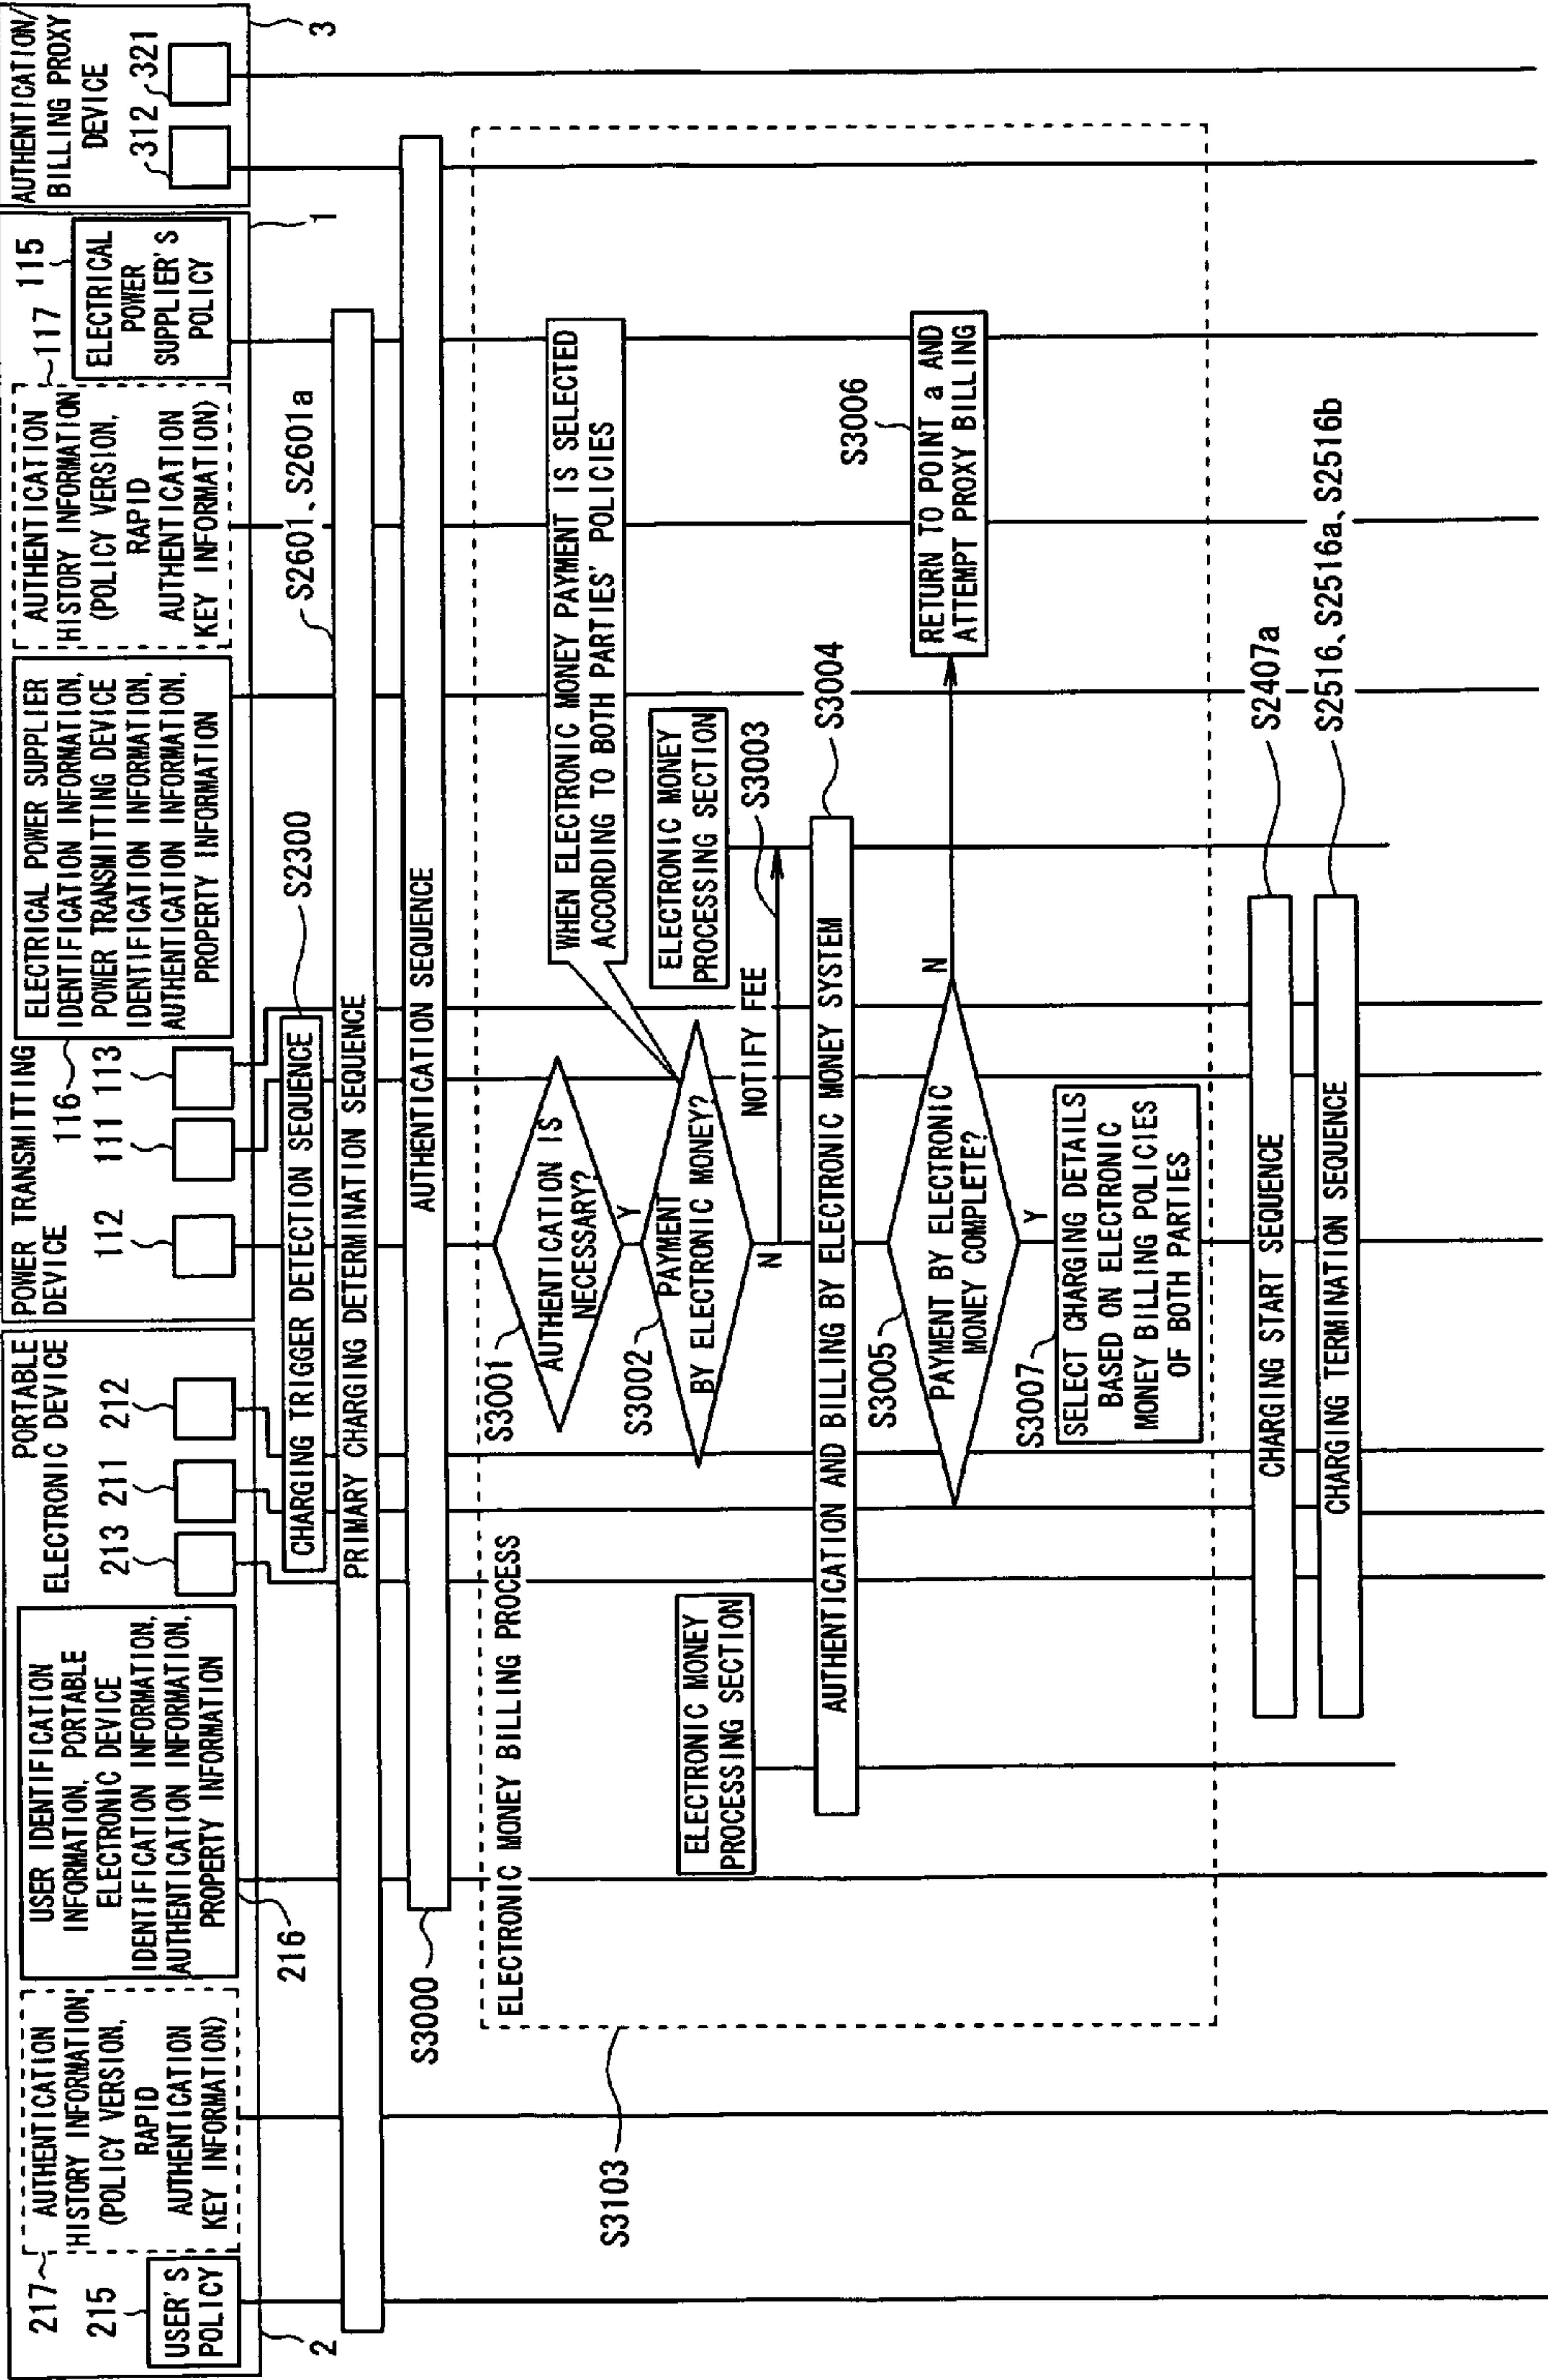 PORTABLE
ELECTRONIC DEVICE
217
AUTHENTICATION
HISTORY INFORMATION
(POLICY VERSION,
RAPID
AUTHENTICATION
KEY INFORMATION)
215
USER'S
POLICY
2
USER IDENTIFICATION
INFORMATION, PORTABLE
ELECTRONIC DEVICE
IDENTIFICATION INFORMATION,
AUTHENTICATION INFORMATION,
PROPERTY INFORMATION
216
213
211
212
POWER TRANSMITTING
DEVICE
112
111
113
116
ELECTRICAL POWER SUPPLIER
IDENTIFICATION INFORMATION,
POWER TRANSMITTING DEVICE
IDENTIFICATION INFORMATION,
AUTHENTICATION INFORMATION,
PROPERTY INFORMATION
AUTHENTICATION
HISTORY INFORMATION
(POLICY VERSION,
RAPID
AUTHENTICATION
KEY INFORMATION)
117
115
ELECTRICAL
POWER
SUPPLIER'S
POLICY
1
AUTHENTICATION/
BILLING PROXY
DEVICE
312
321
3
CHARGING TRIGGER DETECTION SEQUENCE
S2300
PRIMARY CHARGING DETERMINATION SEQUENCE
S2601、S2601a
S3000
AUTHENTICATION SEQUENCE
ELECTRONIC MONEY BILLING PROCESS
S3103
S3001
AUTHENTICATION IS
NECESSARY?
Y
WHEN ELECTRONIC MONEY PAYMENT IS SELECTED
ACCORDING TO BOTH PARTIES' POLICIES
S3002
PAYMENT
BY ELECTRONIC MONEY?
N
ELECTRONIC MONEY
PROCESSING SECTION
ELECTRONIC MONEY
PROCESSING SECTION
NOTIFY FEE
S3003
AUTHENTICATION AND BILLING BY ELECTRONIC MONEY SYSTEM
S3004
S3005
PAYMENT BY ELECTRONIC
MONEY COMPLETE?
N
Y
S3006
RETURN TO POINT a AND
ATTEMPT PROXY BILLING
S3007
SELECT CHARGING DETAILS
BASED ON ELECTRONIC
MONEY BILLING POLICIES
OF BOTH PARTIES
CHARGING START SEQUENCE
S2407a
CHARGING TERMINATION SEQUENCE
S2516、S2516a、S2516b